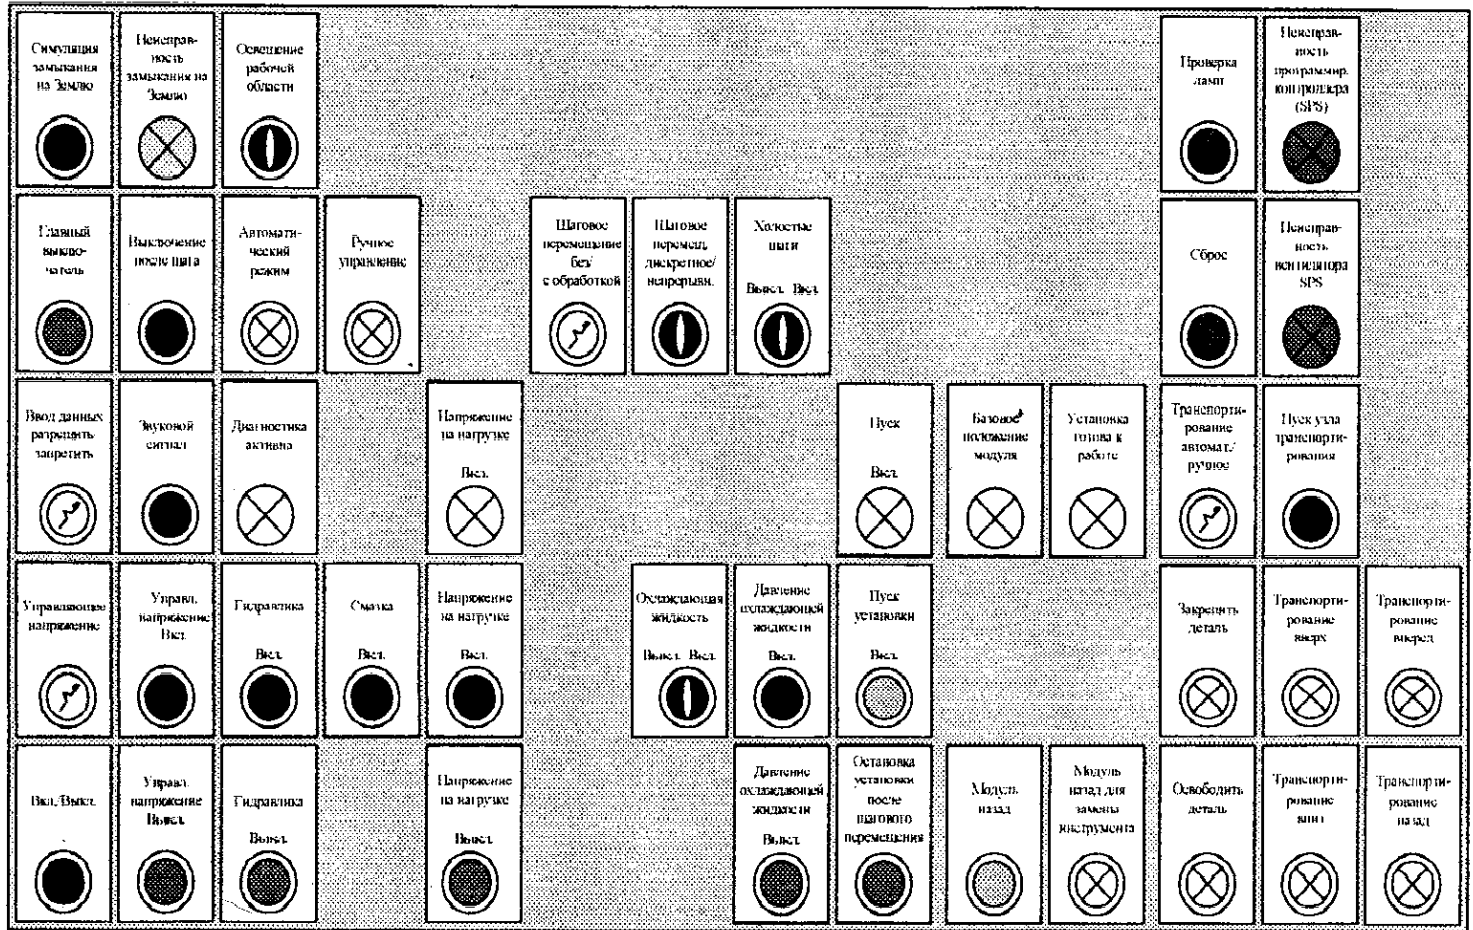 Симуляция
замыкания
на Землю
Неисправ-
ность
замыкания на
Землю
Освещение
рабочей
области
Проверка
ламп
Неисправ-
ность
программир.
контроллера
(SPS)
Главный
выклю-
чатель
Выключение
после шага
Автомати-
ческий
режим
Ручное
управление
Шаговое
перемещение
без/
с обработкой
Шаговое
перемещ.
дискретное/
непрерывн.
Холостые
шаги
Выкл. Вкл.
Сброс
Неисправ-
ность
вентилятора
SPS
Ввод данных
разрешить/
запретить
Звуковой
сигнал
Диагностика
активна
Напряжение
на нагрузке
Вкл.
Пуск
Вкл.
Базовое
положение
модуля
Установка
готова к
работе
Транспорти-
рование
автомат./
ручное
Пуск узла
транспорти-
рования
Управляющее
напряжение
Управл.
напряжение
Вкл.
Гидравлика
Вкл.
Смазка
Вкл.
Напряжение
на нагрузке
Вкл.
Охлаждающая
жидкость
Выкл. Вкл.
Давление
охлаждающей
жидкости
Вкл.
Пуск
установки
Вкл.
Закрепить
деталь
Транспорти-
рование
вверх
Транспорти-
рование
вперед
Вкл./Выкл.
Управл.
напряжение
Выкл.
Гидравлика
Выкл.
Напряжение
на нагрузке
Выкл.
Давление
охлаждающей
жидкости
Выкл.
Остановка
установки
после
шагового
перемещения
Модуль
назад
Модуль
назад для
замены
инструмента
Освободить
деталь
Транспорти-
рование
вниз
Транспорти-
рование
назад